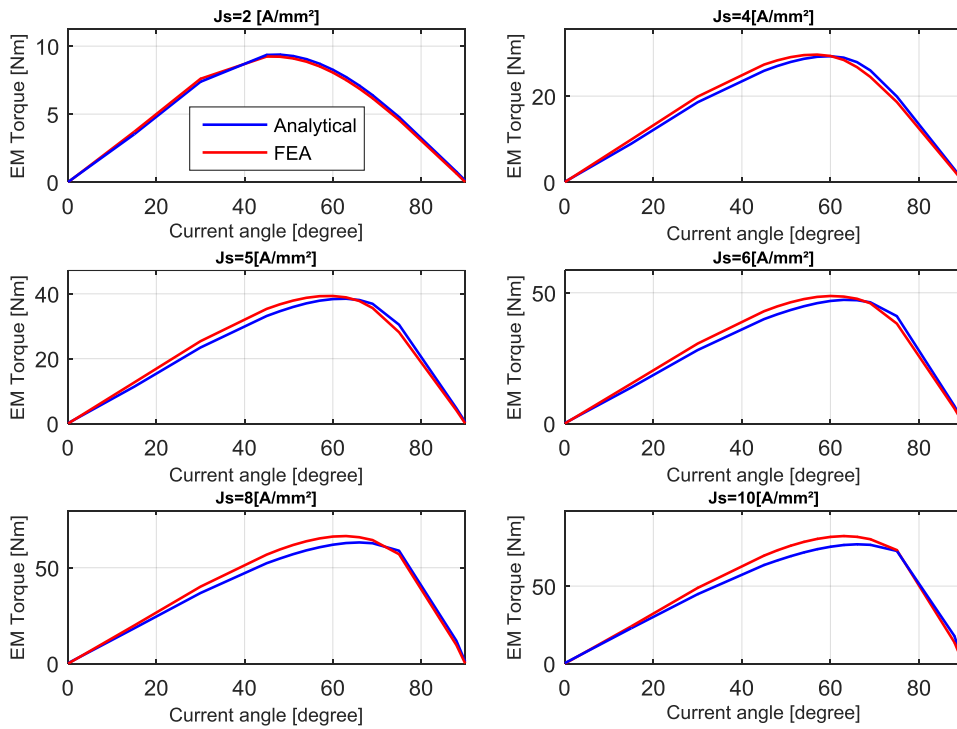 Js=2 [A/mm²]
EM Torque [Nm]
10
5
0
Analytical
FEA
0 20 40 60 80
Current angle [degree]
Js=4[A/mm²]
EM Torque [Nm]
20
0
0 20 40 60 80
Current angle [degree]
Js=5[A/mm²]
EM Torque [Nm]
40
20
0
0 20 40 60 80
Current angle [degree]
Js=6[A/mm²]
EM Torque [Nm]
50
0
0 20 40 60 80
Current angle [degree]
Js=8[A/mm²]
EM Torque [Nm]
50
0
0 20 40 60 80
Current angle [degree]
Js=10[A/mm²]
EM Torque [Nm]
50
0
0 20 40 60 80
Current angle [degree]